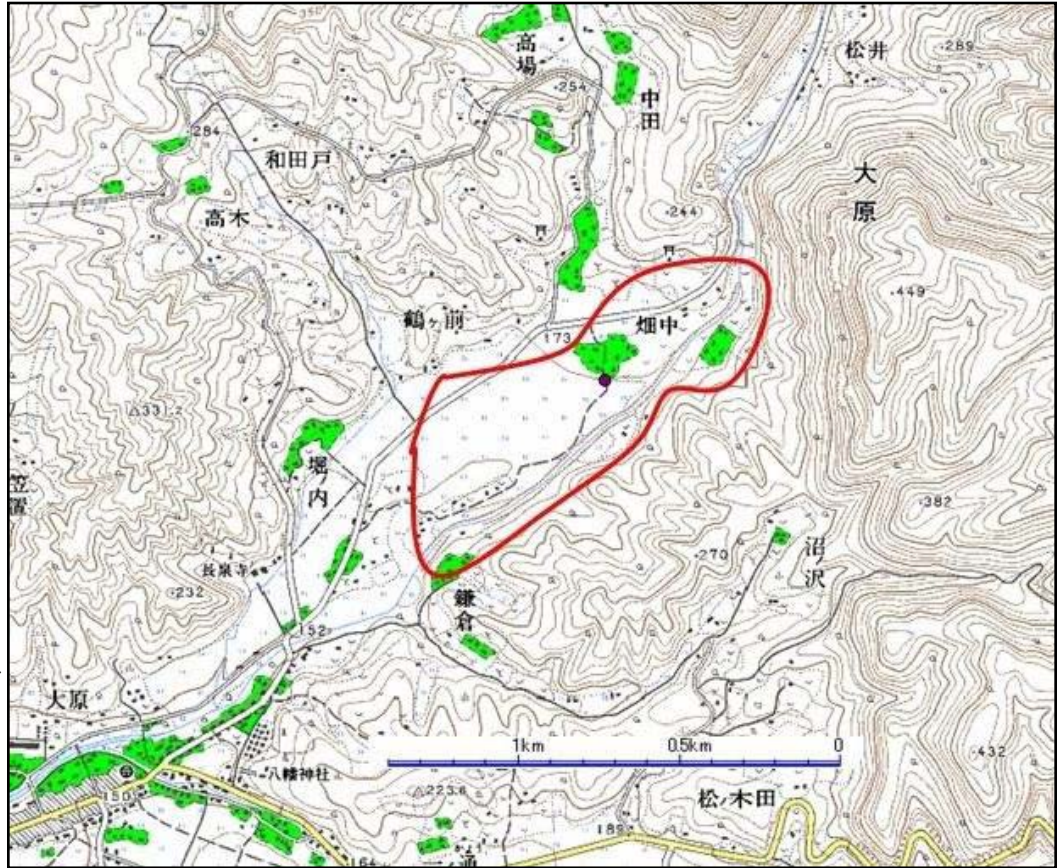 高場
松井
・289
・254
中田
284
和田戸
大原
高木
・244
・449
鶴ヶ前
畑中
173
△331.2
堀内
笠置
・382
沼ノ沢
長泉寺
・270
・232
鎌倉
152
大原
1km
0.5km
0
・432
八幡神社
150
△223.6
松ノ木田
189
164